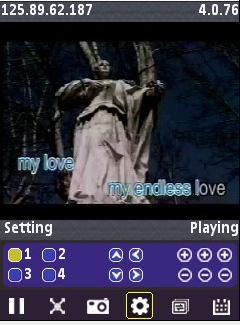 125.89.62.187 4.0.76
my love
my endless love
Setting Playing
1 2
3 4